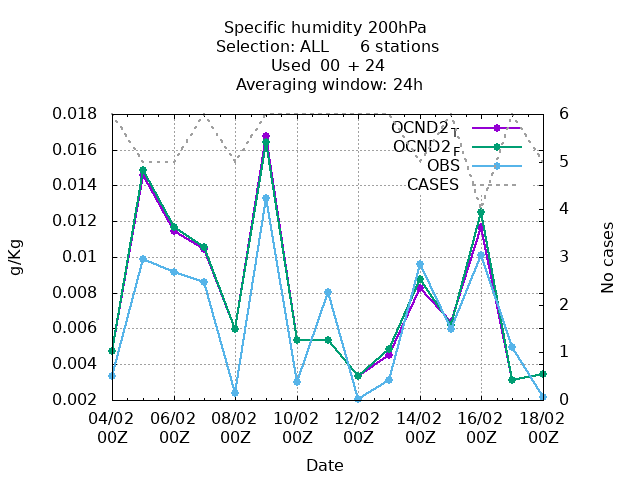 Specific humidity 200hPa
Selection: ALL 6 stations
Used 00 + 24
Averaging window: 24h
0.018
0.016
0.014
0.012
0.01
0.008
0.006
0.004
0.002
g/Kg
6
5
4
3
2
1
0
No cases
OCND2_T
OCND2_F
OBS
CASES
04/02 06/02 08/02 10/02 12/02 14/02 16/02 18/02
00Z 00Z 00Z 00Z 00Z 00Z 00Z 00Z
Date